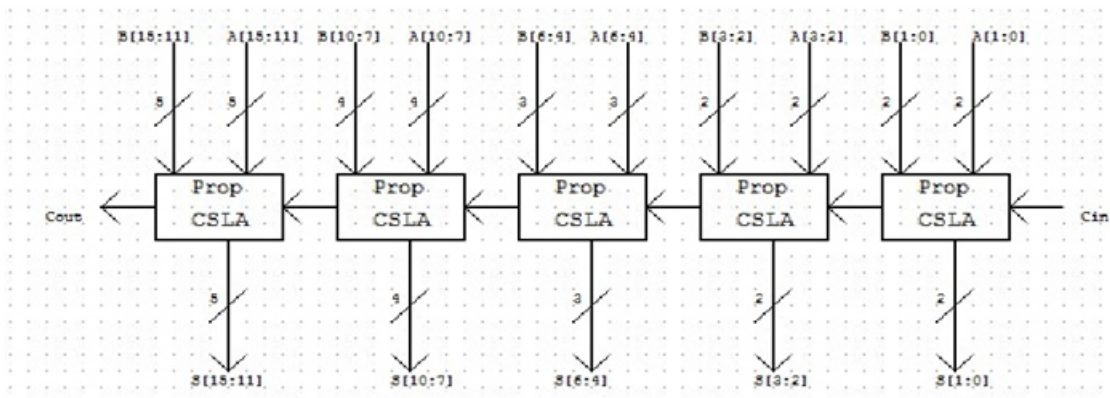 B[15:11] A[15:11] B[10:7] A[10:7] B[6:4] A[6:4] B[3:2] A[3:2] B[1:0] A[1:0]
5 5 4 4 3 3 2 2 2 2
Prop Prop Prop Prop Prop
Cout CSLA CSLA CSLA CSLA CSLA Cin
5 4 3 2 2
S[15:11] S[10:7] S[6:4] S[3:2] S[1:0]